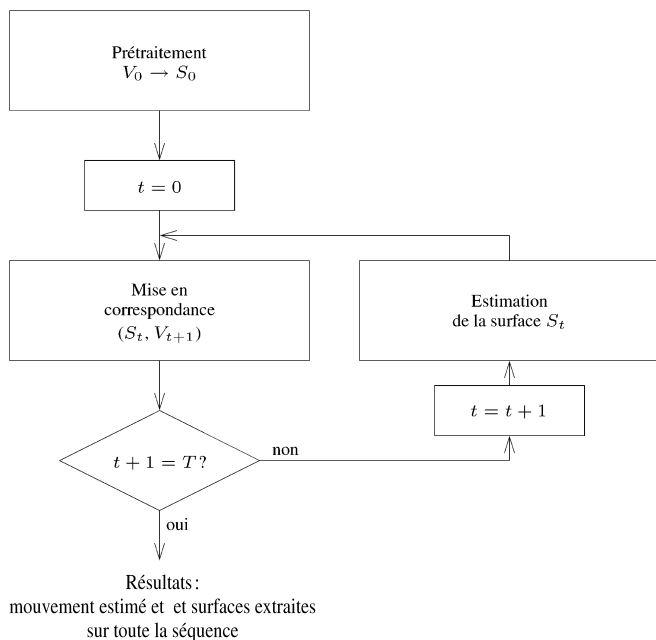 Prétraitement
V₀ → S₀
t = 0
Mise en
correspondance
(Sₜ, Vₜ₊₁)
Estimation
de la surface Sₜ
t = t + 1
t + 1 = T ?
non
oui
Résultats :
mouvement estimé et et surfaces extraites
sur toute la séquence